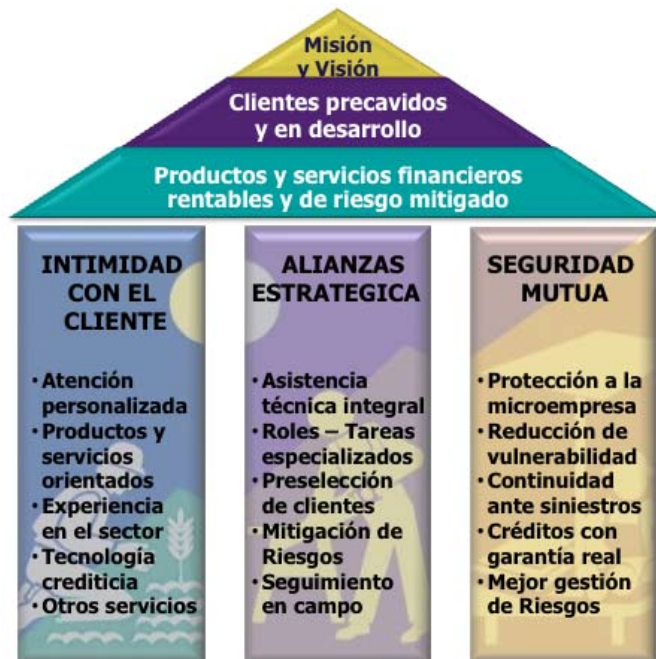 Misión
y Visión
Clientes precavidos
y en desarrollo
Productos y servicios financieros
rentables y de riesgo mitigado
INTIMIDAD
CON EL
CLIENTE
• Atención
personalizada
• Productos y
servicios
orientados
• Experiencia
en el sector
• Tecnología
crediticia
• Otros servicios
ALIANZAS
ESTRATEGICA
• Asistencia
técnica integral
• Roles – Tareas
especializados
• Preselección
de clientes
• Mitigación de
Riesgos
• Seguimiento
en campo
SEGURIDAD
MUTUA
• Protección a la
microempresa
• Reducción de
vulnerabilidad
• Continuidad
ante siniestros
• Créditos con
garantía real
• Mejor gestión
de Riesgos